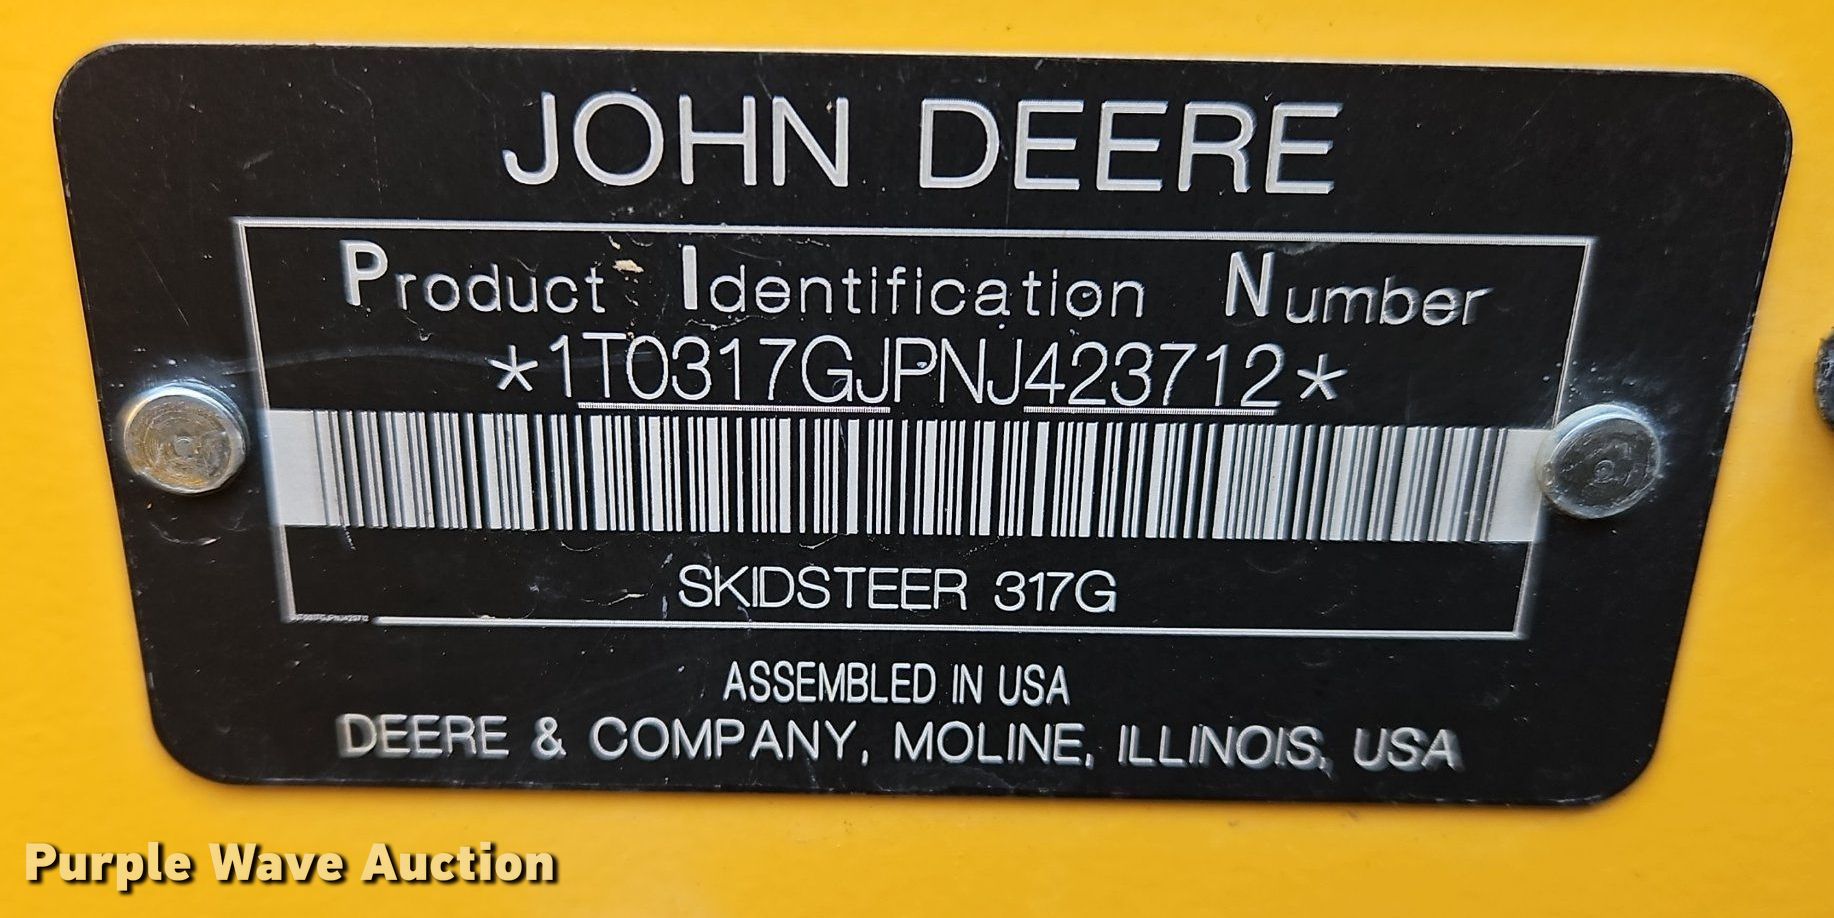 JOHN DEERE
Product Identification Number
*1T0317GJPNJ423712*
SKIDSTEER 317G
1T0317GJPNJ423712
ASSEMBLED IN USA
DEERE & COMPANY, MOLINE, ILLINOIS, USA
Purple Wave Auction